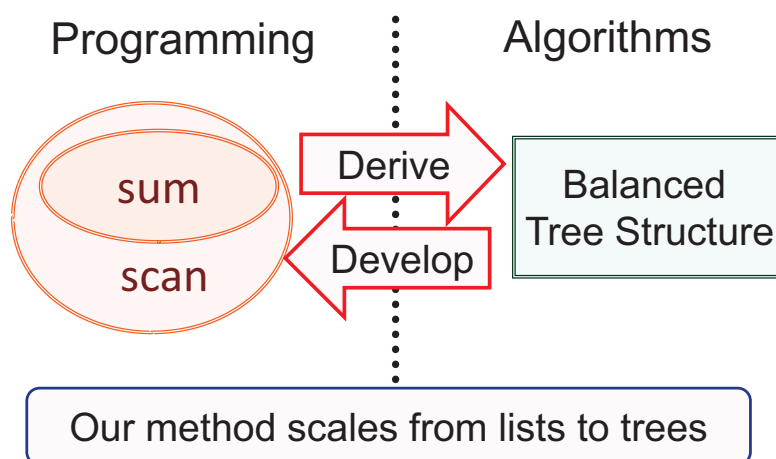 Programming
Algorithms
sum
scan
Derive
Develop
Balanced
Tree Structure
Our method scales from lists to trees